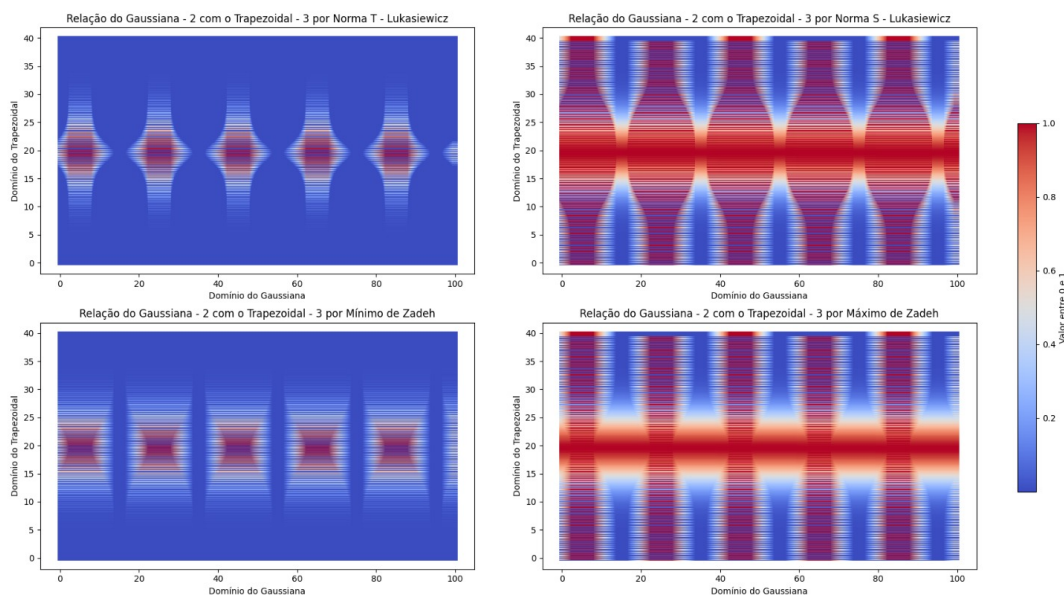 Relação do Gaussiana - 2 com o Trapezoidal - 3 por Norma T - Lukasiewicz
Domínio do Trapezoidal
40
35
30
25
20
15
10
5
0
0 20 40 60 80 100
Domínio do Gaussiana
Relação do Gaussiana - 2 com o Trapezoidal - 3 por Norma S - Lukasiewicz
Domínio do Trapezoidal
40
35
30
25
20
15
10
5
0
0 20 40 60 80 100
Domínio do Gaussiana
Relação do Gaussiana - 2 com o Trapezoidal - 3 por Mínimo de Zadeh
Domínio do Trapezoidal
40
35
30
25
20
15
10
5
0
0 20 40 60 80 100
Domínio do Gaussiana
Relação do Gaussiana - 2 com o Trapezoidal - 3 por Máximo de Zadeh
Domínio do Trapezoidal
40
35
30
25
20
15
10
5
0
0 20 40 60 80 100
Domínio do Gaussiana
1.0
0.8
0.6
0.4
0.2
Valor entre 0 e 1